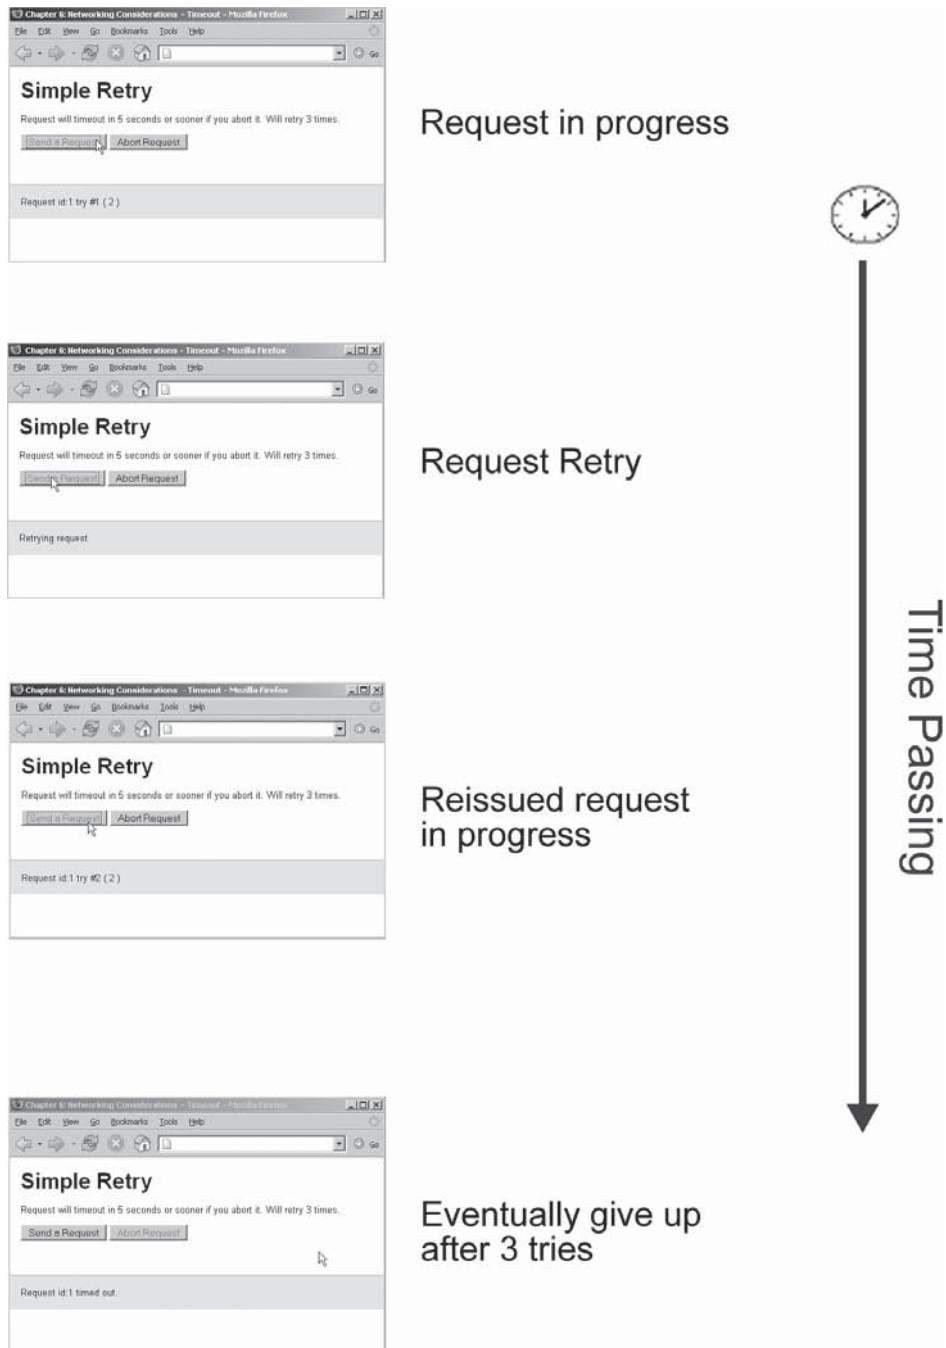 Chapter 6: Networking Considerations - Timeout - Mozilla Firefox
File Edit View Go Bookmarks Tools Help
Go
Simple Retry
Request will timeout in 5 seconds or sooner if you abort it. Will retry 3 times.
Send a Request Abort Request
Request id:1 try #1 ( 2 )
Request in progress
Chapter 6: Networking Considerations - Timeout - Mozilla Firefox
File Edit View Go Bookmarks Tools Help
Go
Simple Retry
Request will timeout in 5 seconds or sooner if you abort it. Will retry 3 times.
Send a Request Abort Request
Retrying request
Request Retry
Chapter 6: Networking Considerations - Timeout - Mozilla Firefox
File Edit View Go Bookmarks Tools Help
Go
Simple Retry
Request will timeout in 5 seconds or sooner if you abort it. Will retry 3 times.
Send a Request Abort Request
Request id:1 try #2 ( 2 )
Reissued request
in progress
Time Passing
Chapter 6: Networking Considerations - Timeout - Mozilla Firefox
File Edit View Go Bookmarks Tools Help
Go
Simple Retry
Request will timeout in 5 seconds or sooner if you abort it. Will retry 3 times.
Send a Request Abort Request
Request id:1 timed out.
Eventually give up
after 3 tries